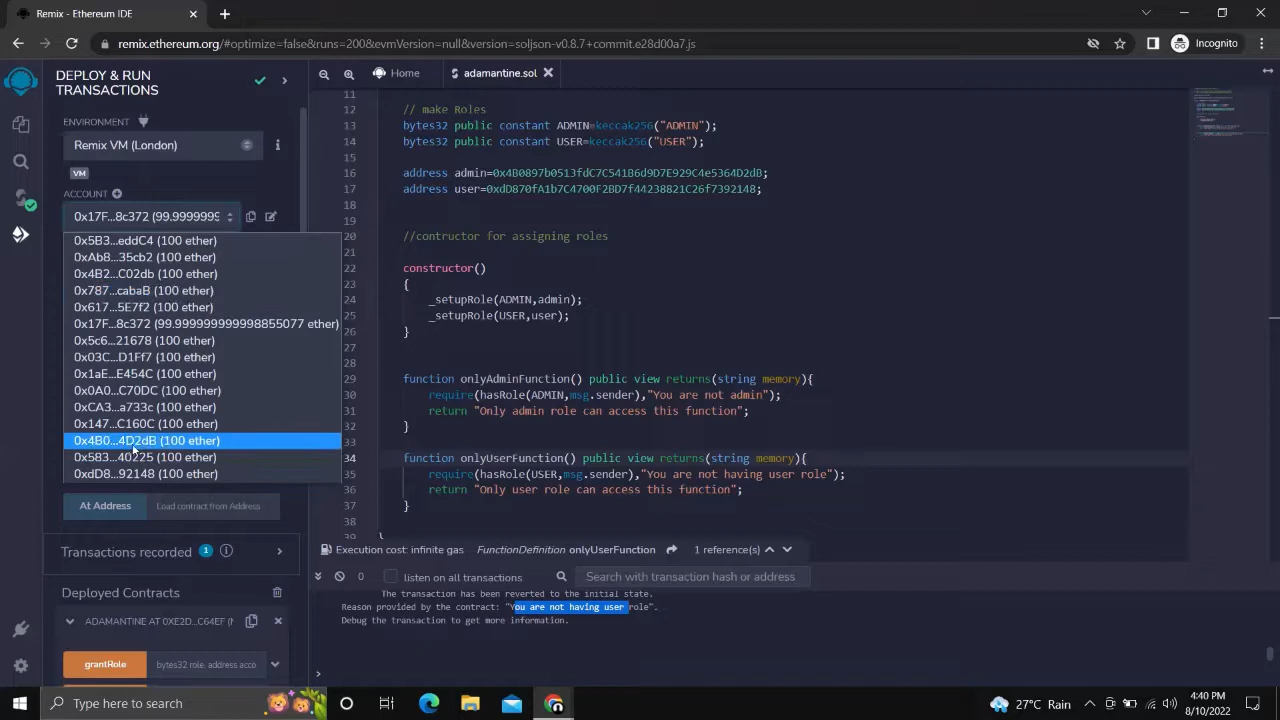 Remix - Ethereum IDE
remix.ethereum.org/#optimize=false&runs=200&evmVersion=null&version=soljson-v0.8.7+commit.e28d00a7.js
Incognito
DEPLOY & RUN
TRANSACTIONS
ENVIRONMENT
Remix VM (London)
VM
ACCOUNT
0x17F...8c372 (99.9999999
0x5B3...eddC4 (100 ether)
0xAb8...35cb2 (100 ether)
0x4B2...C02db (100 ether)
0x787...cabaB (100 ether)
0x617...5E7f2 (100 ether)
0x17F...8c372 (99.999999999998855077 ether)
0x5c6...21678 (100 ether)
0x03C...D1Ff7 (100 ether)
0x1aE...E454C (100 ether)
0x0A0...C70DC (100 ether)
0xCA3...a733c (100 ether)
0x147...C160C (100 ether)
0x4B0...4D2dB (100 ether)
0x583...40225 (100 ether)
0xdD8...92148 (100 ether)
At Address
Load contract from Address
Transactions recorded 1
Deployed Contracts
ADAMANTINE AT 0XE2D...C64EF (
grantRole
bytes32 role, address acco
Home
adamantine.sol
11
12 // make Roles
13 bytes32 public constant ADMIN=keccak256("ADMIN");
14 bytes32 public constant USER=keccak256("USER");
15
16 address admin=0x4B0897b0513fdC7C541B6d9D7E929C4e5364D2dB;
17 address user=0xdD870fA1b7C4700F2BD7f44238821C26f7392148;
18
19
20 //contructor for assigning roles
21
22 constructor()
23 {
24 _setupRole(ADMIN,admin);
25 _setupRole(USER,user);
26 }
27
28
29 function onlyAdminFunction() public view returns(string memory){
30 require(hasRole(ADMIN,msg.sender),"You are not admin");
31 return "Only admin role can access this function";
32 }
33
34 function onlyUserFunction() public view returns(string memory){
35 require(hasRole(USER,msg.sender),"You are not having user role");
36 return "Only user role can access this function";
37 }
38
39
Execution cost: infinite gas FunctionDefinition onlyUserFunction 1 reference(s)
0 listen on all transactions Search with transaction hash or address
The transaction has been reverted to the initial state.
Reason provided by the contract: "You are not having user role".
Debug the transaction to get more information.
>
Type here to search
27°C Rain
4:40 PM
8/10/2022